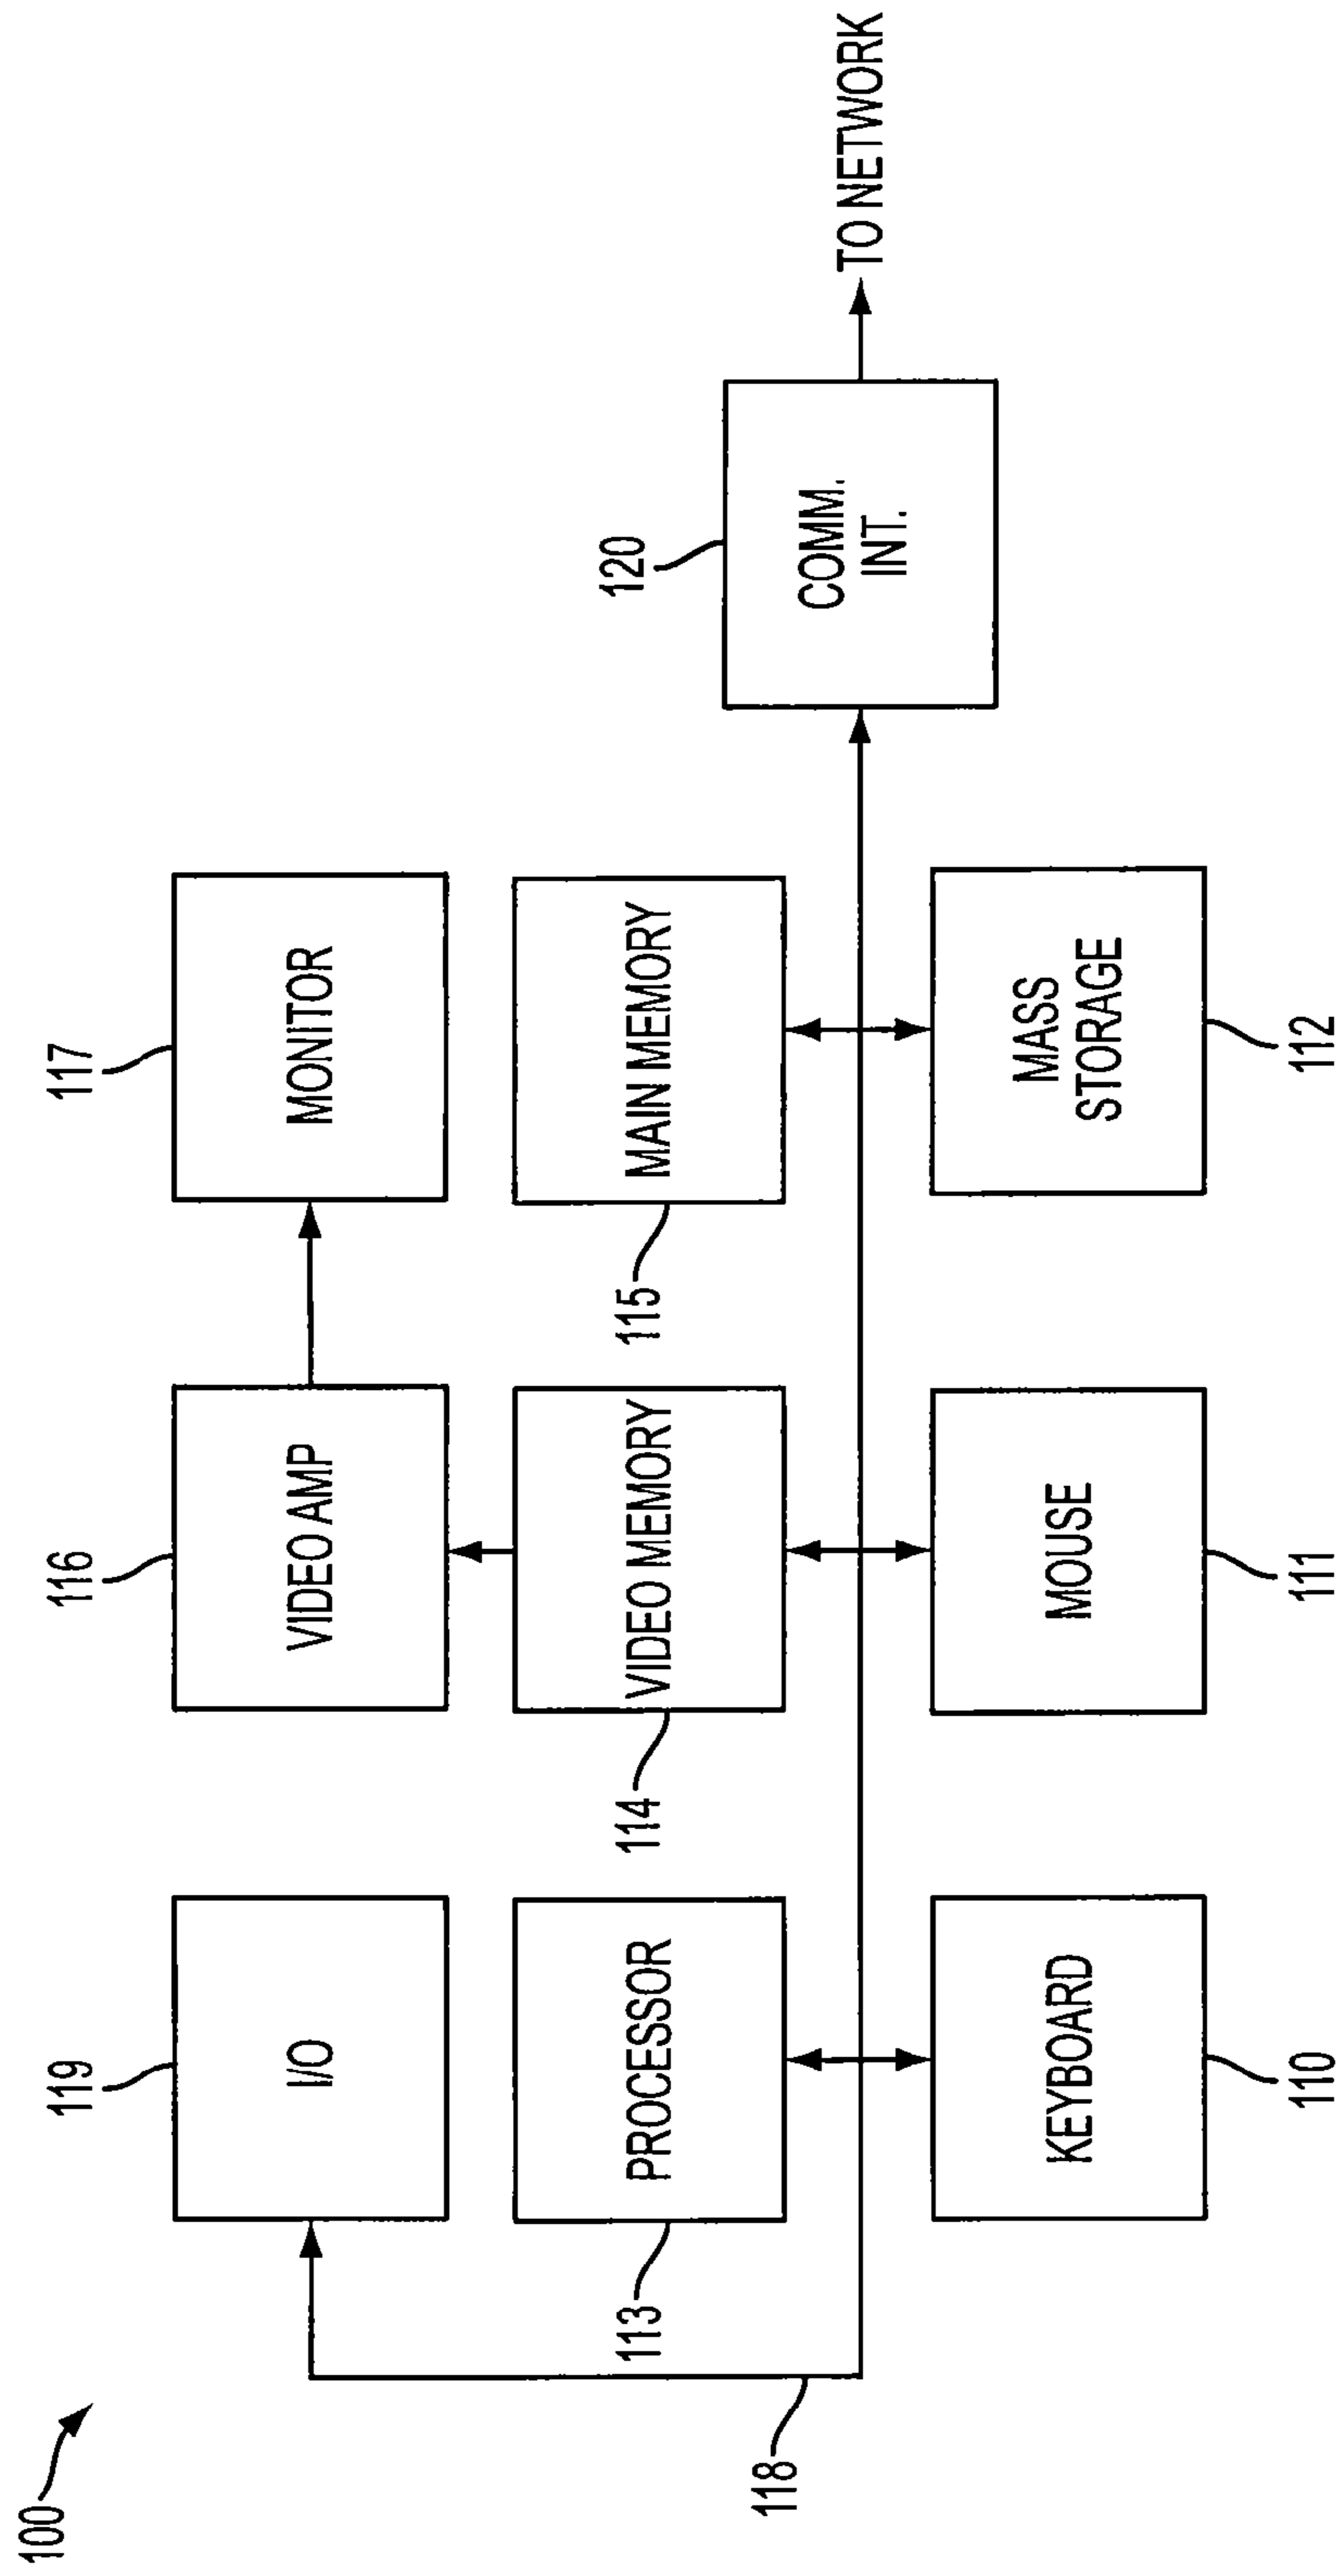 100
119
116
117
I/O
VIDEO AMP
MONITOR
113
PROCESSOR
114
VIDEO MEMORY
115
MAIN MEMORY
120
COMM.
INT.
TO NETWORK
118
KEYBOARD
MOUSE
MASS
STORAGE
110
111
112